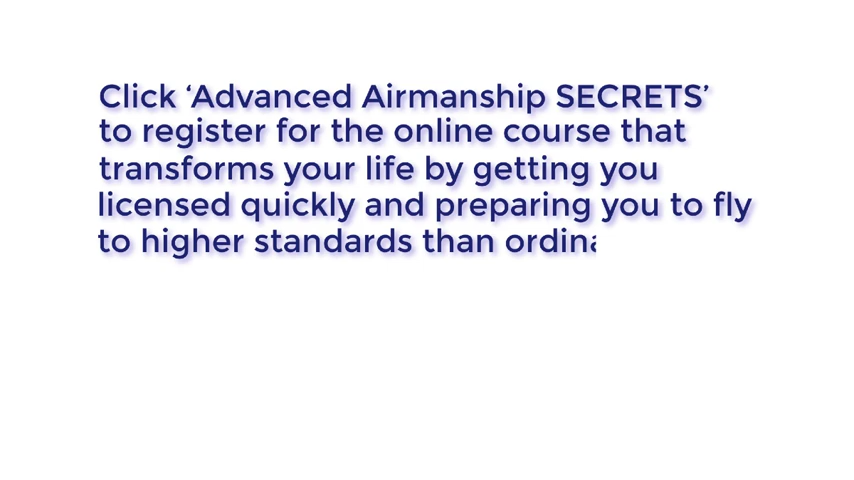 Click ‘Advanced Airmanship SECRETS’
to register for the online course that
transforms your life by getting you
licensed quickly and preparing you to fly
to higher standards than